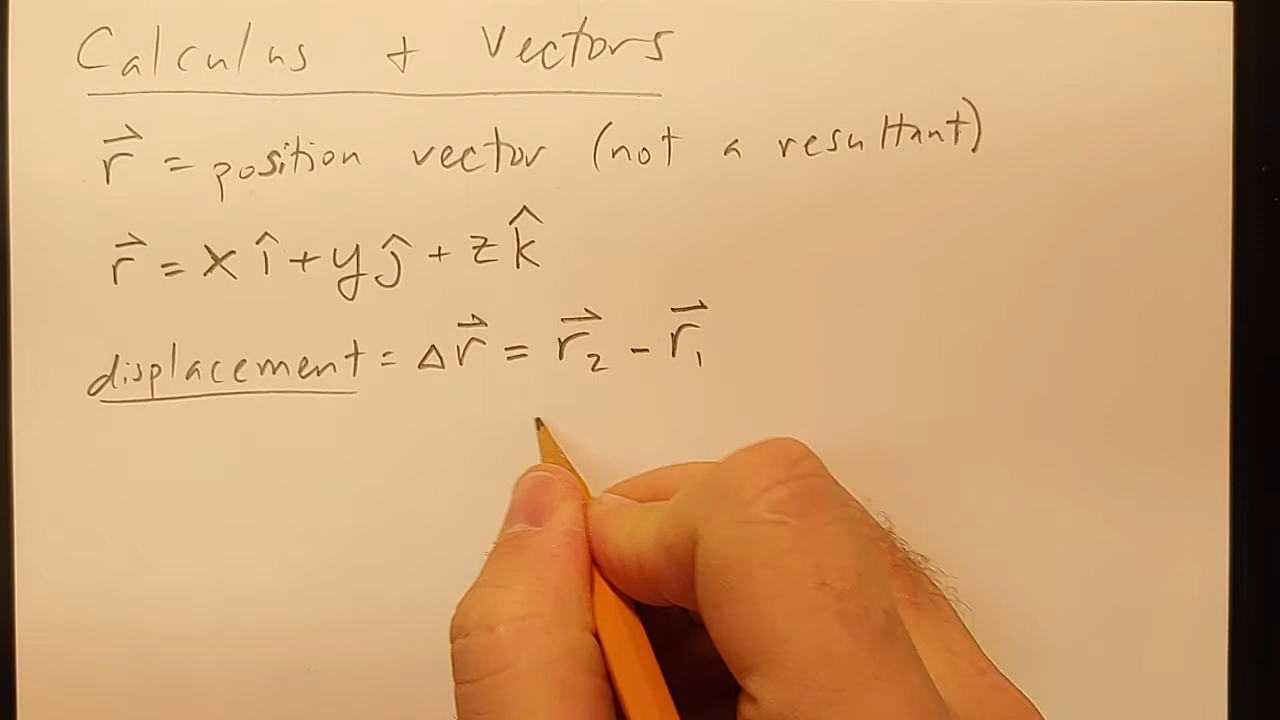 Calculus + Vectors
r⃗ = position vector (not a resultant)
r⃗ = x î + y ĵ + z k̂
displacement = Δr⃗ = r⃗₂ - r⃗₁